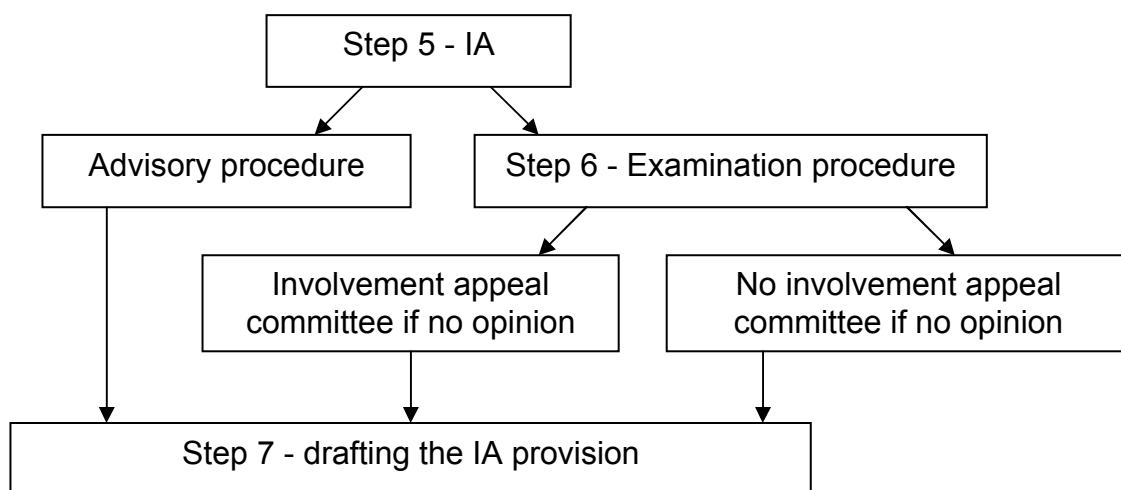 Step 5 - IA
Advisory procedure
Step 6 - Examination procedure
Involvement appeal
committee if no opinion
No involvement appeal
committee if no opinion
Step 7 - drafting the IA provision